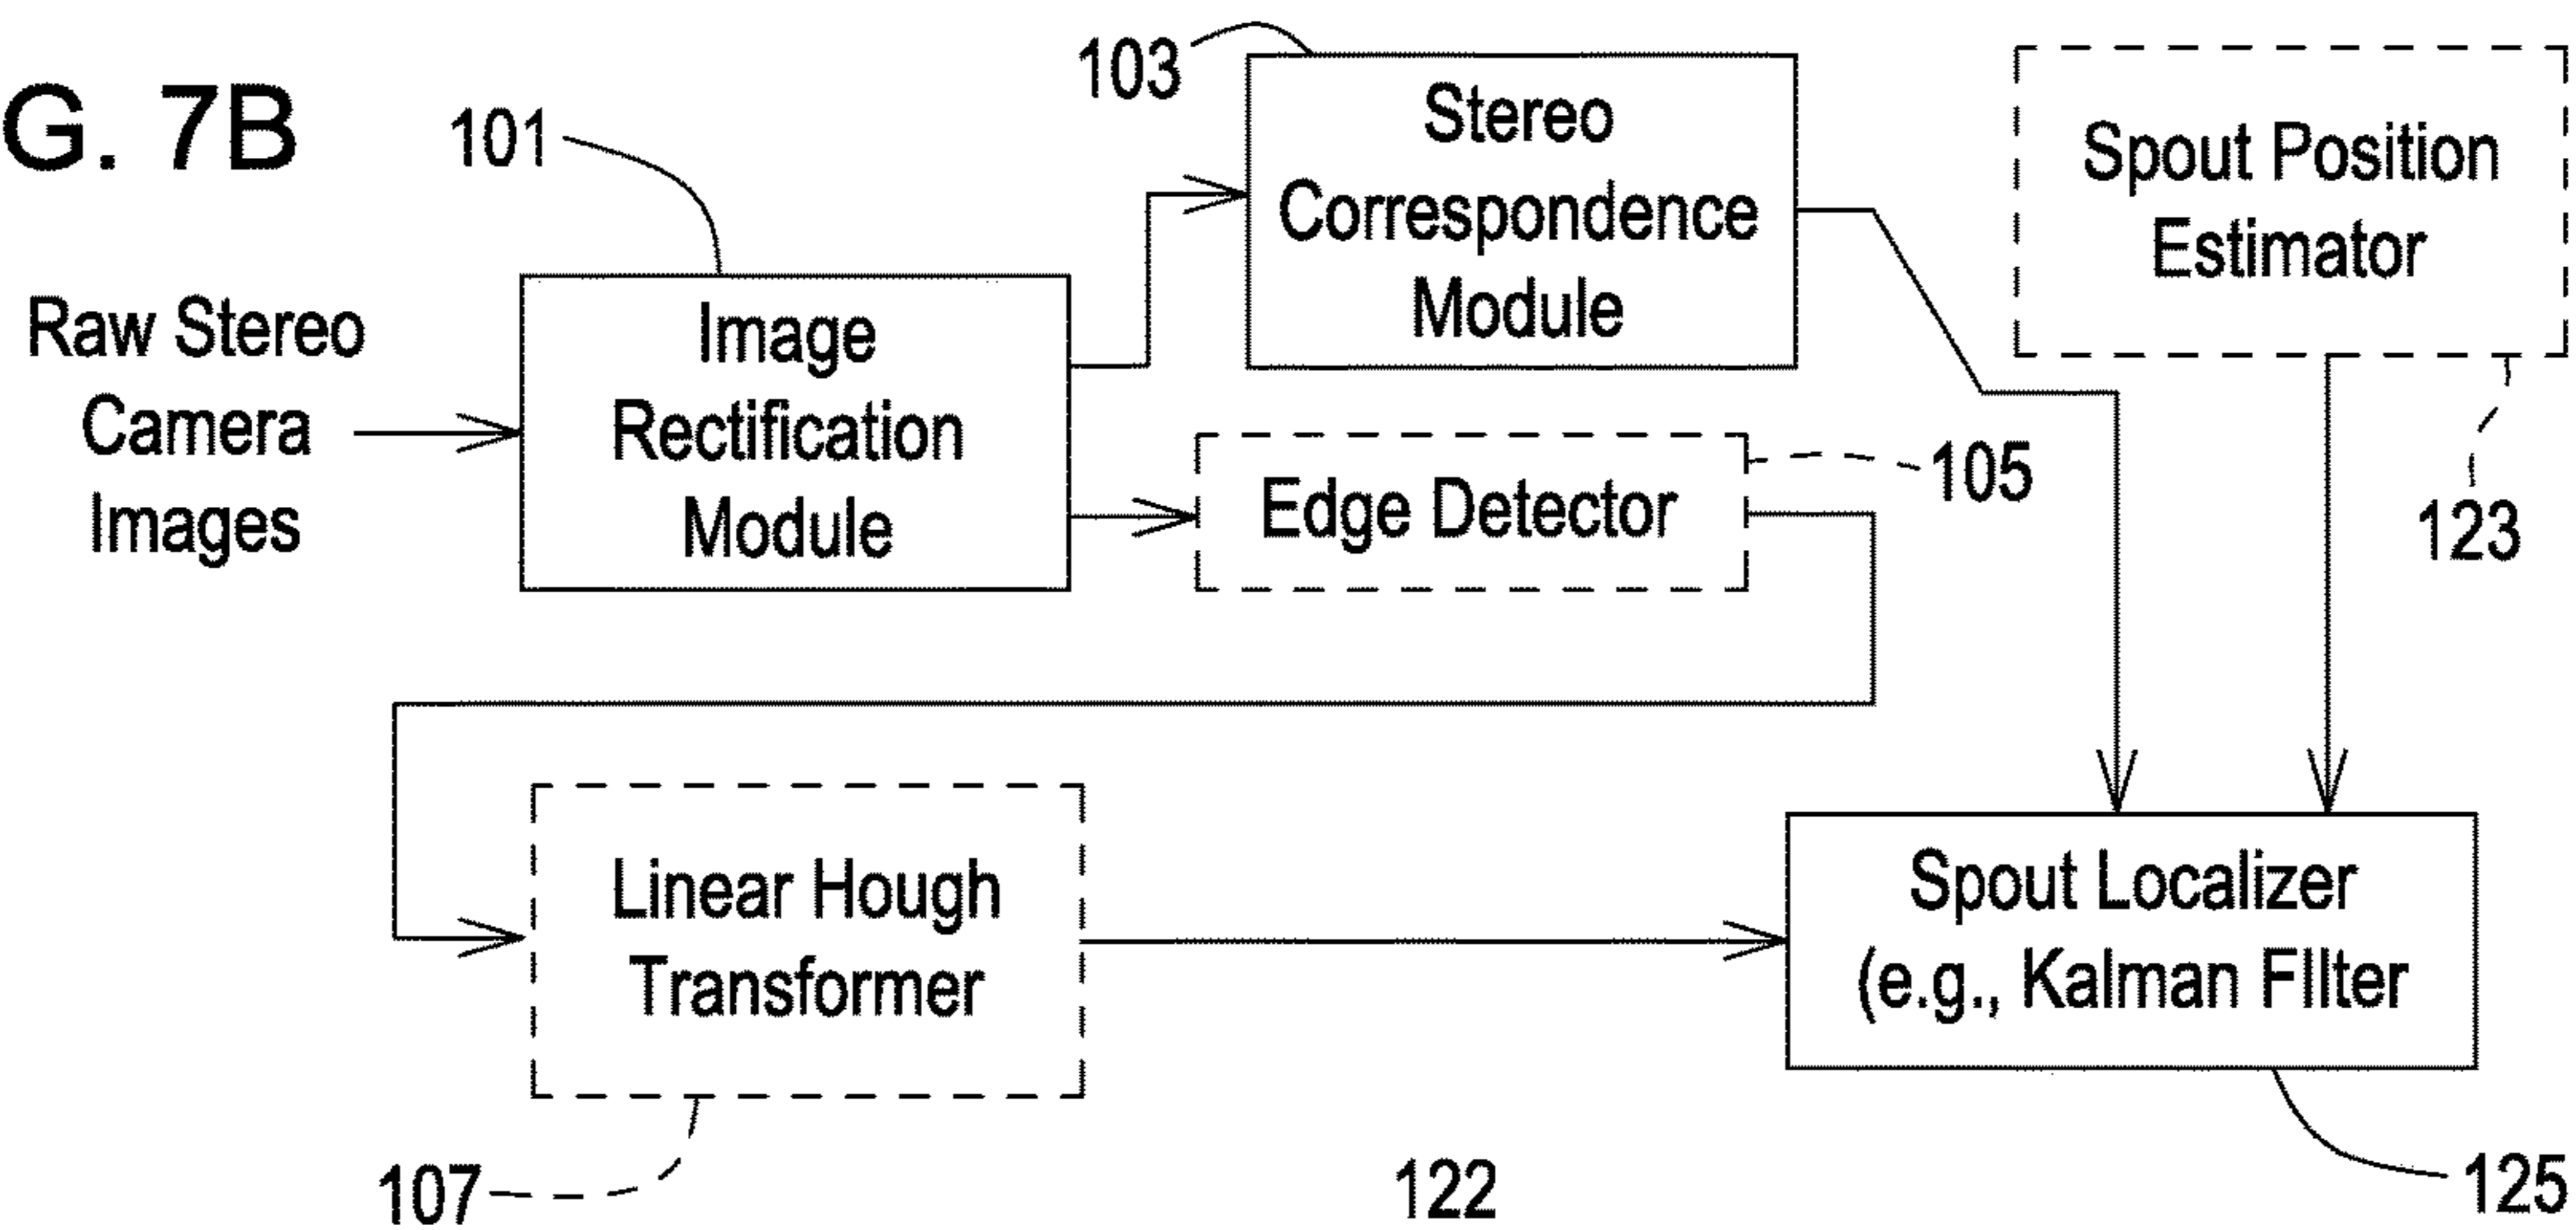 G. 7B
101
103
Stereo
Correspondence
Module
Spout Position
Estimator
Raw Stereo
Camera
Images
Image
Rectification
Module
Edge Detector
105
123
Linear Hough
Transformer
Spout Localizer
(e.g., Kalman FIlter
107
122
125